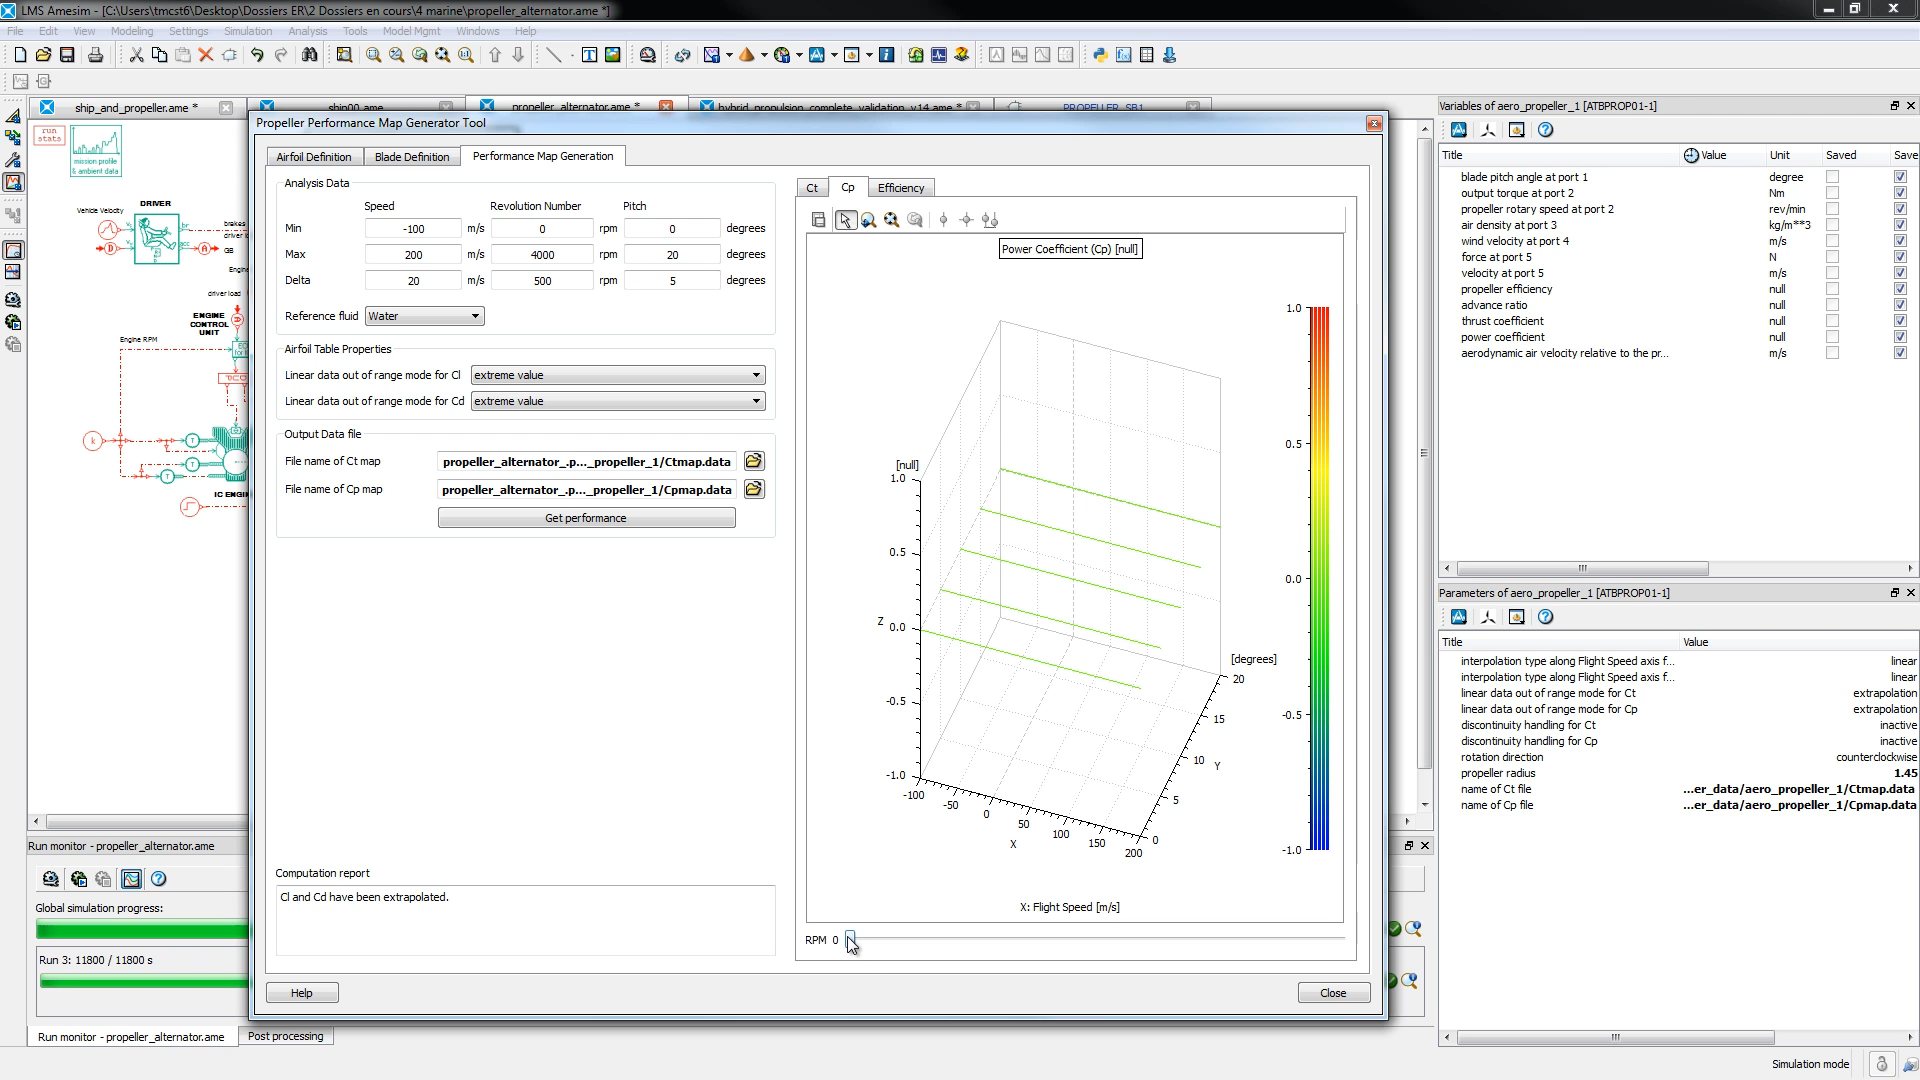 LMS Amesim - [C:\Users\tmcst6\Desktop\Dossiers ER\2 Dossiers en cours\4 marine\propeller_alternator.ame *]
File Edit View Modeling Settings Simulation Analysis Tools Model Mgmt Windows Help
ship_and_propeller.ame *
ship00.ame
propeller_alternator.ame *
hybrid_propulsion_complete_validation_v14.ame *
PROPELLER_SB1
run
stats
mission profile
& ambient data
Vehicle Velocity
DRIVER
brakes
driver lo
GB
Engine
driver load
ENGINE
CONTROL
UNIT
Engine RPM
IC ENGIN
Propeller Performance Map Generator Tool
Airfoil Definition
Blade Definition
Performance Map Generation
Analysis Data
Speed Revolution Number Pitch
Min -100 m/s 0 rpm 0 degrees
Max 200 m/s 4000 rpm 20 degrees
Delta 20 m/s 500 rpm 5 degrees
Reference fluid Water
Airfoil Table Properties
Linear data out of range mode for Cl extreme value
Linear data out of range mode for Cd extreme value
Output Data file
File name of Ct map propeller_alternator_.p..._propeller_1/Ctmap.data
File name of Cp map propeller_alternator_.p..._propeller_1/Cpmap.data
Get performance
Computation report
Cl and Cd have been extrapolated.
Help
Ct Cp Efficiency
Power Coefficient (Cp) [null]
[null]
1.0
0.5
Z 0.0
-0.5
-1.0
-100 -50 0 50 100 150 200
X
[degrees]
20
15
10 Y
5
0
1.0
0.5
0.0
-0.5
-1.0
X: Flight Speed [m/s]
RPM 0
Close
Run monitor - propeller_alternator.ame
Global simulation progress:
Run 3: 11800 / 11800 s
Run monitor - propeller_alternator.ame
Post processing
Variables of aero_propeller_1 [ATBPROP01-1]
Title Value Unit Saved Save
blade pitch angle at port 1 degree
output torque at port 2 Nm
propeller rotary speed at port 2 rev/min
air density at port 3 kg/m**3
wind velocity at port 4 m/s
force at port 5 N
velocity at port 5 m/s
propeller efficiency null
advance ratio null
thrust coefficient null
power coefficient null
aerodynamic air velocity relative to the pr... m/s
Parameters of aero_propeller_1 [ATBPROP01-1]
Title Value
interpolation type along Flight Speed axis f... linear
interpolation type along Flight Speed axis f... linear
linear data out of range mode for Ct extrapolation
linear data out of range mode for Cp extrapolation
discontinuity handling for Ct inactive
discontinuity handling for Cp inactive
rotation direction counterclockwise
propeller radius 1.45
name of Ct file ...er_data/aero_propeller_1/Ctmap.data
name of Cp file ...er_data/aero_propeller_1/Cpmap.data
Simulation mode